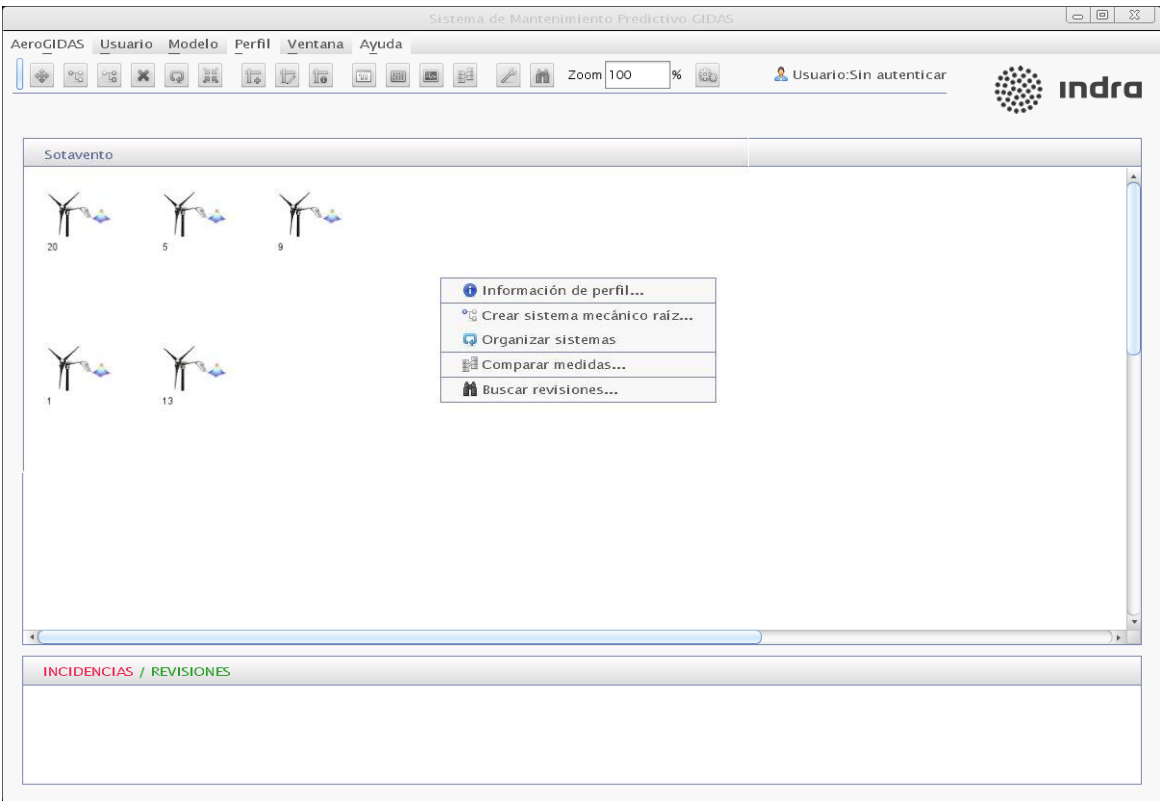 Sistema de Mantenimiento Predictivo GIDAS
AeroGIDAS Usuario Modelo Perfil Ventana Ayuda
Zoom 100 % Usuario:Sin autenticar
indra
Sotavento
20 5 9
Información de perfil...
Crear sistema mecánico raíz...
Organizar sistemas
Comparar medidas...
Buscar revisiones...
1 13
INCIDENCIAS / REVISIONES